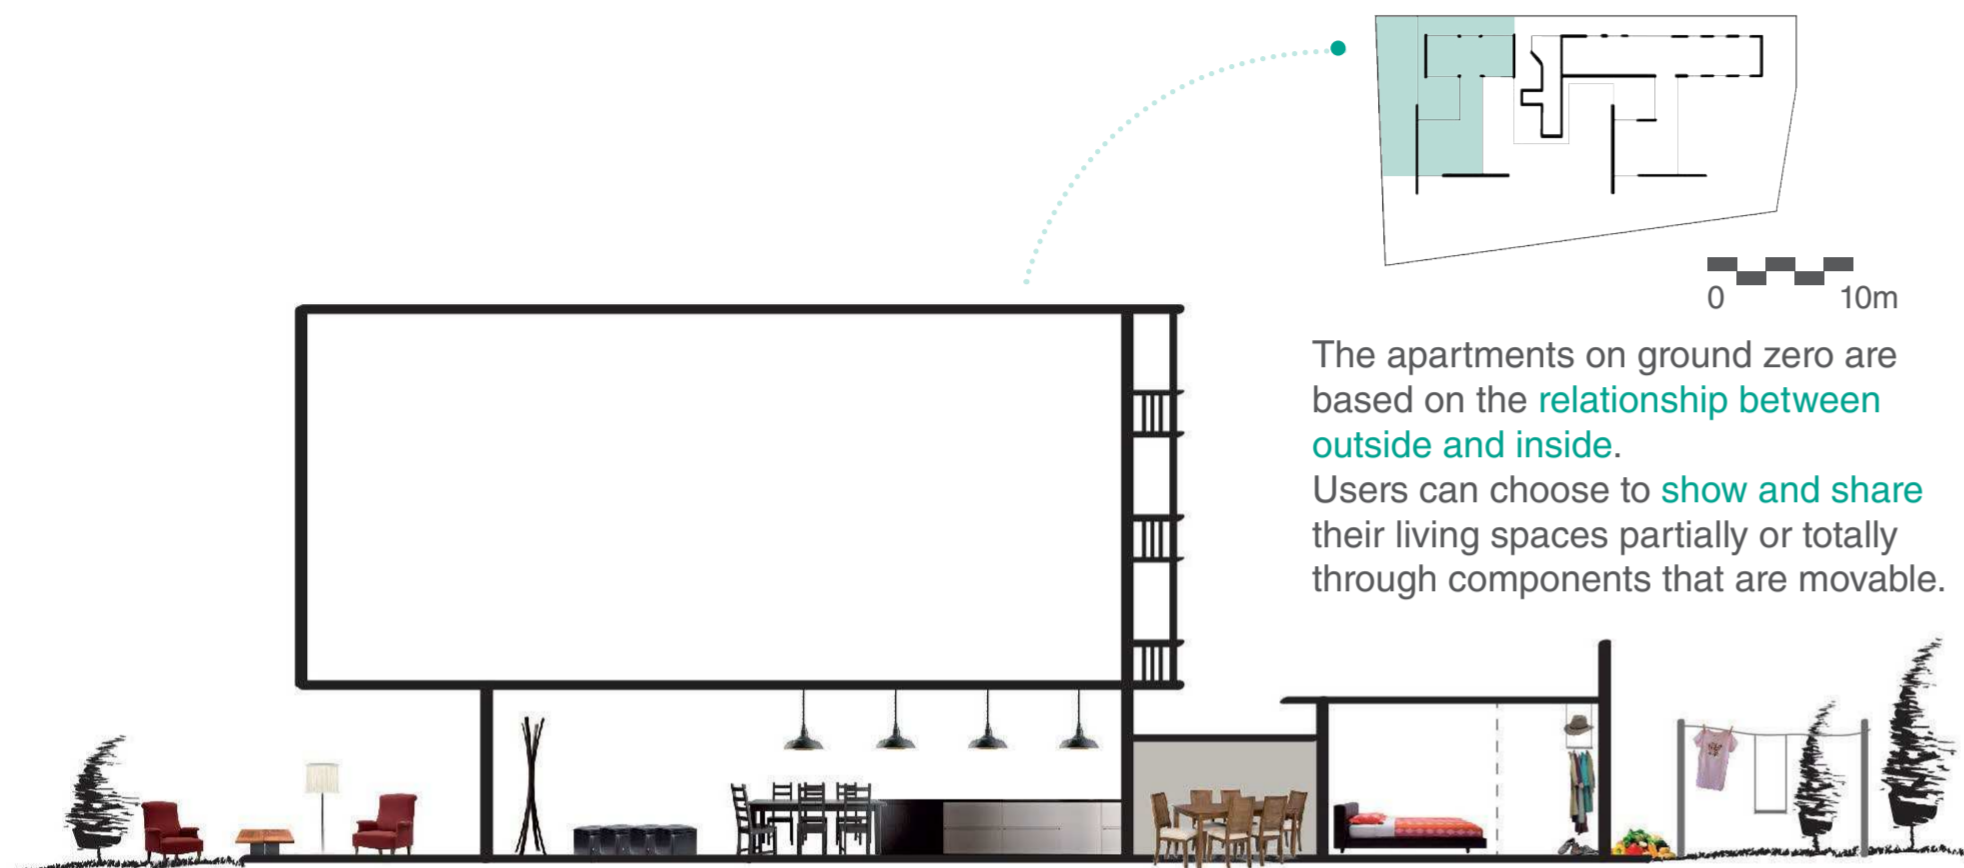 0 10m
The apartments on ground zero are
based on the relationship between
outside and inside.
Users can choose to show and share
their living spaces partially or totally
through components that are movable.